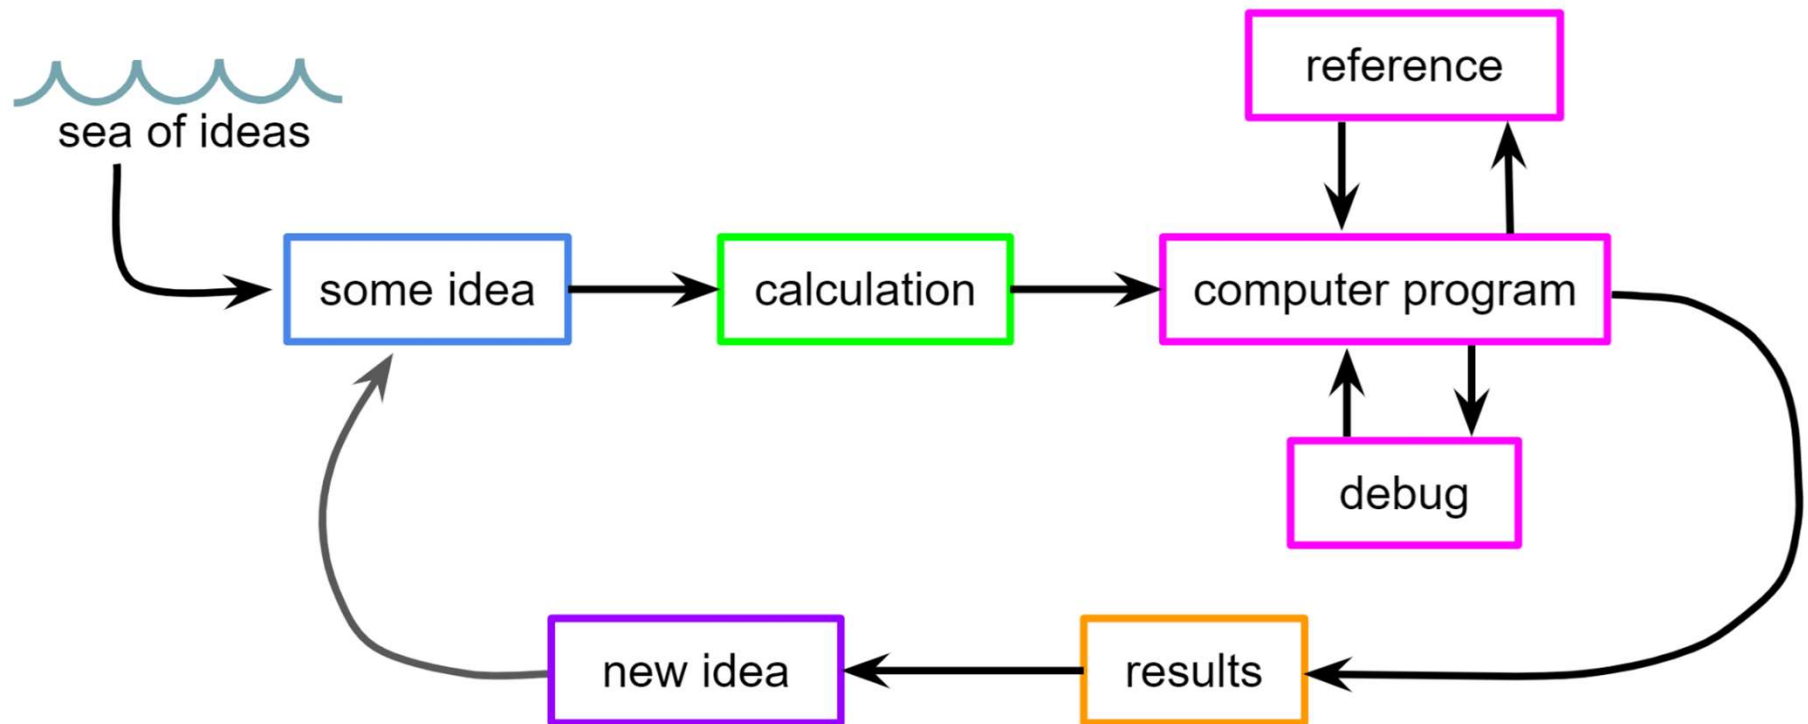 reference
sea of ideas
some idea
calculation
computer program
debug
new idea
results